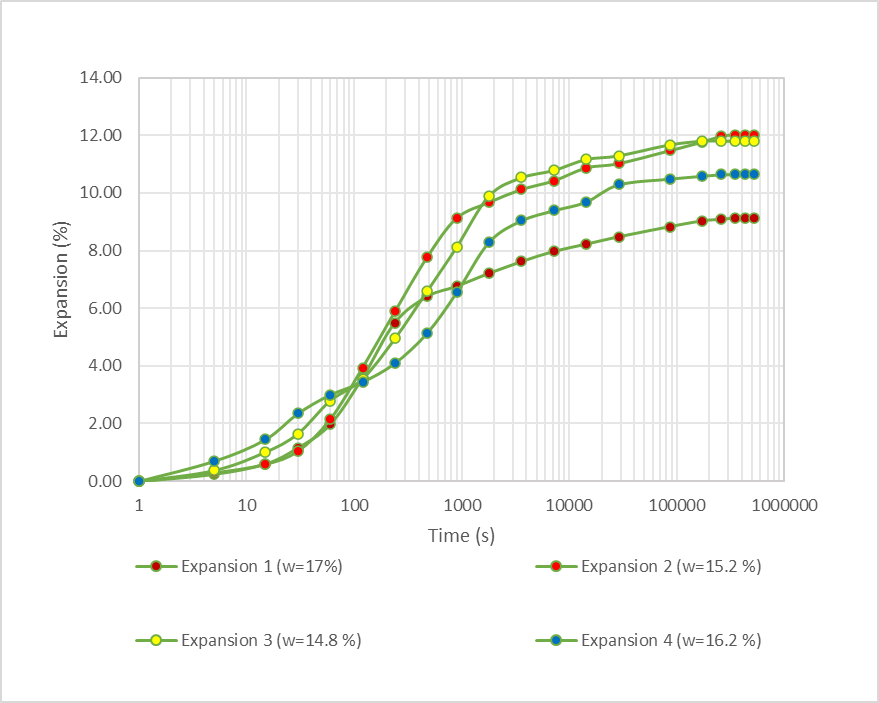 14.00
12.00
10.00
8.00
6.00
4.00
2.00
0.00
Expansion (%)
1 10 100 1000 10000 100000 1000000
Time (s)
Expansion 1 (w=17%) Expansion 2 (w=15.2 %)
Expansion 3 (w=14.8 %) Expansion 4 (w=16.2 %)